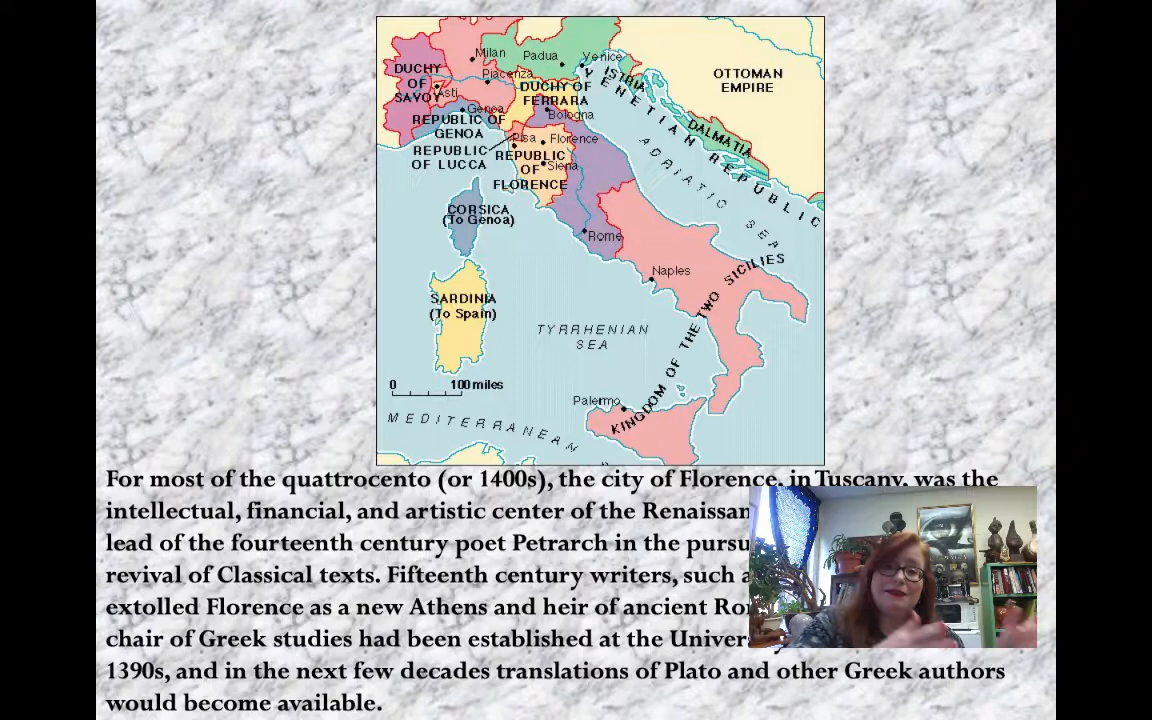 Milan
Padua
Venice
DUCHY
OF
SAVOY
Piacenza
Asti
ISTRIA
OTTOMAN
EMPIRE
DUCHY OF
FERRARA
VENETIAN REPUBLIC
Genoa
Bologna
REPUBLIC OF
GENOA
DALMATIA
Pisa
Florence
REPUBLIC
OF LUCCA
REPUBLIC
OF
FLORENCE
Siena
ADRIATIC SEA
CORSICA
(To Genoa)
Rome
Naples
KINGDOM OF THE TWO SICILIES
SARDINIA
(To Spain)
TYRRHENIAN
SEA
0 100 miles
Palermo
MEDITERRANEAN
For most of the quattrocento (or 1400s), the city of Florence, in Tuscany, was the
intellectual, financial, and artistic center of the
lead of the fourteenth century poet Petrarch in the
revival of Classical texts. Fifteenth century writers, such
extolled Florence as a new Athens and heir of ancient
chair of Greek studies had been established at the
1390s, and in the next few decades translations of Plato and other Greek authors
would become available.